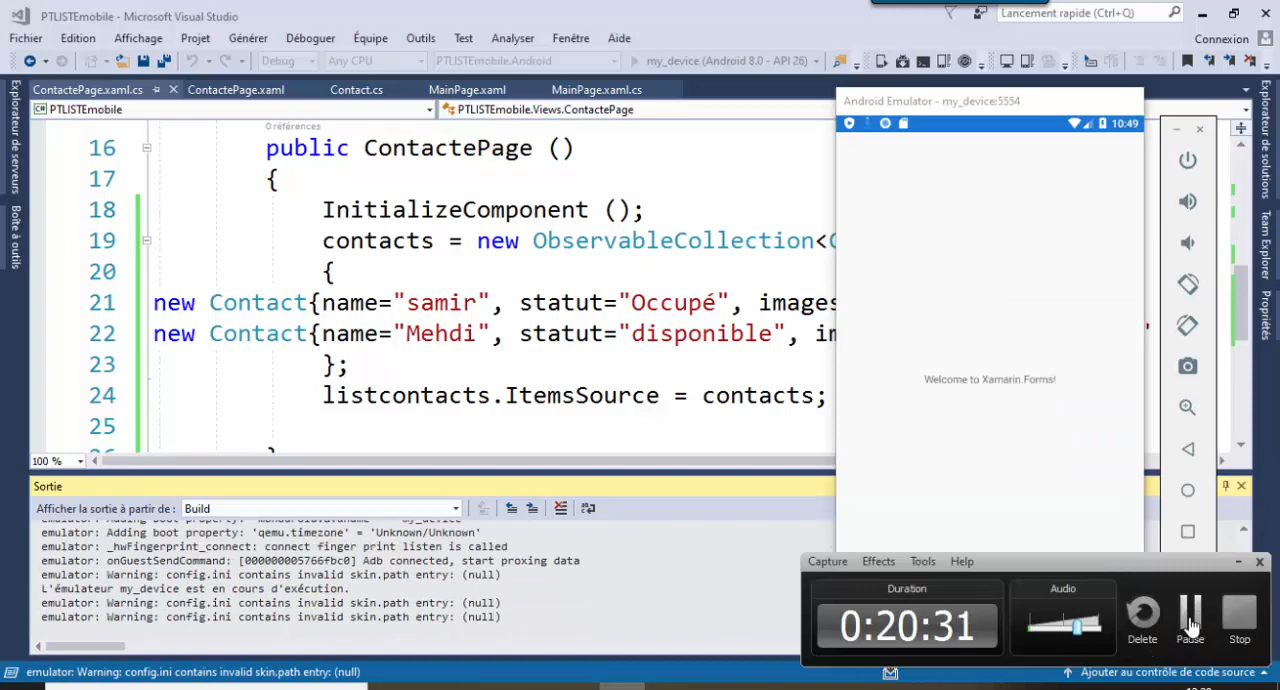 PTLISTEmobile - Microsoft Visual Studio
Lancement rapide (Ctrl+Q)
Fichier Edition Affichage Projet Générer Déboguer Équipe Outils Test Analyser Fenêtre Aide
Connexion
Debug Any CPU PTLISTEmobile.Android my_device (Android 8.0 - API 26)
ContactePage.xaml.cs ContactePage.xaml Contact.cs MainPage.xaml MainPage.xaml.cs
PTLISTEmobile PTLISTEmobile.Views.ContactePage
Explorateur de serveurs
Boîte à outils
0 références
16 public ContactePage ()
17 {
18 InitializeComponent ();
19 contacts = new ObservableCollection<
20 {
21 new Contact{name="samir", statut="Occupé", images
22 new Contact{name="Mehdi", statut="disponible", im
23 };
24 listcontacts.ItemsSource = contacts;
25
100 %
Android Emulator - my_device:5554
10:49
Welcome to Xamarin.Forms!
Explorateur de solutions
Team Explorer
Propriétés
Sortie
Afficher la sortie à partir de : Build
emulator: Adding boot property: 'qemu.timezone' = 'Unknown/Unknown'
emulator: _hwFingerprint_connect: connect finger print listen is called
emulator: onGuestSendCommand: [000000005766fbc0] Adb connected, start proxing data
emulator: Warning: config.ini contains invalid skin.path entry: (null)
L'émulateur my_device est en cours d'exécution.
emulator: Warning: config.ini contains invalid skin.path entry: (null)
emulator: Warning: config.ini contains invalid skin.path entry: (null)
Capture Effects Tools Help
Duration
0:20:31
Audio
Delete
Pause
Stop
emulator: Warning: config.ini contains invalid skin.path entry: (null)
Ajouter au contrôle de code source